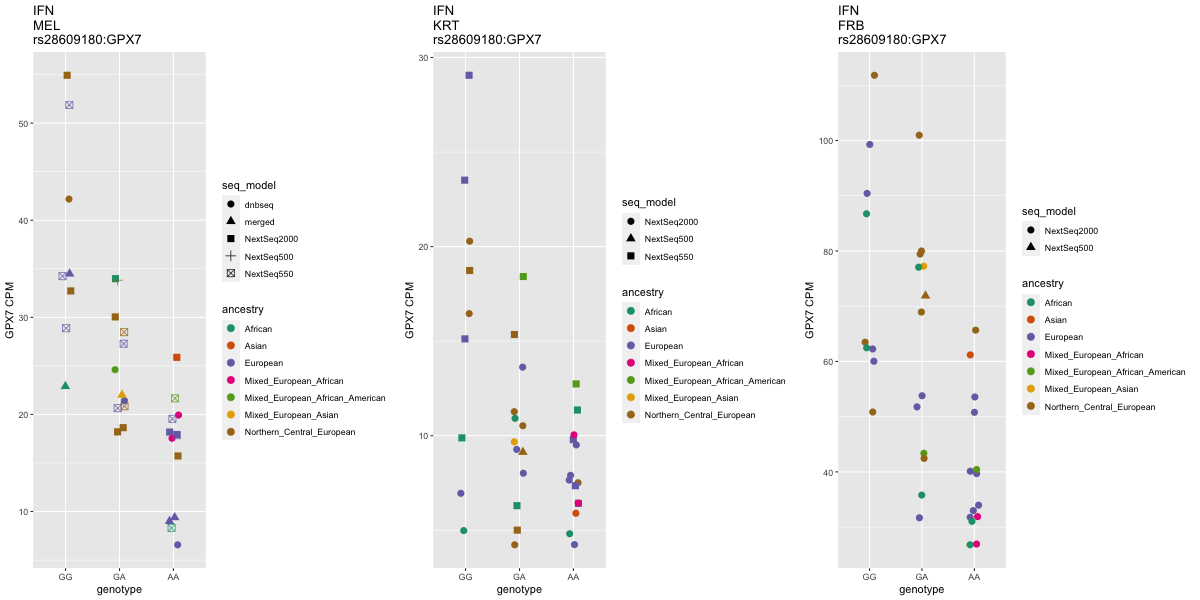 IFN
MEL
rs28609180:GPX7
GPX7 CPM
50
40
30
20
10
GG
GA
AA
genotype
seq_model
dnbseq
merged
NextSeq2000
NextSeq500
NextSeq550
ancestry
African
Asian
European
Mixed_European_African
Mixed_European_African_American
Mixed_European_Asian
Northern_Central_European
IFN
KRT
rs28609180:GPX7
GPX7 CPM
30
20
10
GG
GA
AA
genotype
seq_model
NextSeq2000
NextSeq500
NextSeq550
ancestry
African
Asian
European
Mixed_European_African
Mixed_European_African_American
Mixed_European_Asian
Northern_Central_European
IFN
FRB
rs28609180:GPX7
GPX7 CPM
100
80
60
40
GG
GA
AA
genotype
seq_model
NextSeq2000
NextSeq500
ancestry
African
Asian
European
Mixed_European_African
Mixed_European_African_American
Mixed_European_Asian
Northern_Central_European